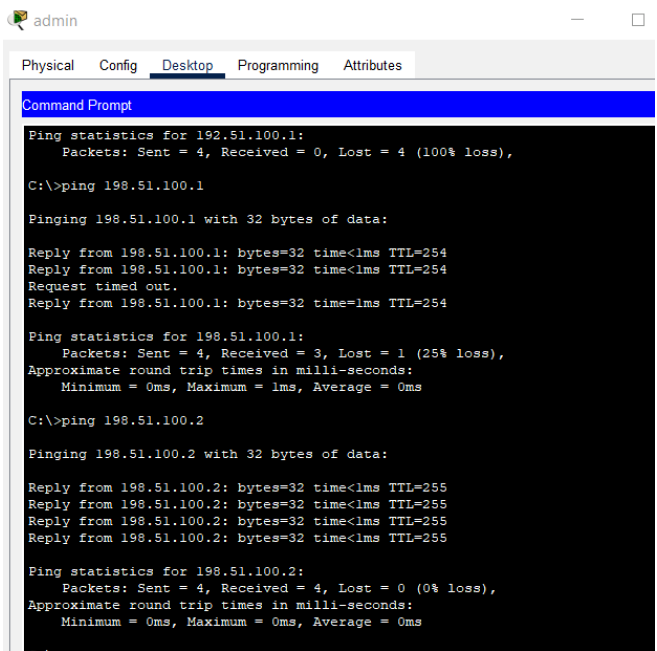 admin
Physical Config Desktop Programming Attributes
Command Prompt
Ping statistics for 192.51.100.1:
    Packets: Sent = 4, Received = 0, Lost = 4 (100% loss),
C:\>ping 198.51.100.1
Pinging 198.51.100.1 with 32 bytes of data:
Reply from 198.51.100.1: bytes=32 time<1ms TTL=254
Reply from 198.51.100.1: bytes=32 time<1ms TTL=254
Request timed out.
Reply from 198.51.100.1: bytes=32 time=1ms TTL=254
Ping statistics for 198.51.100.1:
    Packets: Sent = 4, Received = 3, Lost = 1 (25% loss),
Approximate round trip times in milli-seconds:
    Minimum = 0ms, Maximum = 1ms, Average = 0ms
C:\>ping 198.51.100.2
Pinging 198.51.100.2 with 32 bytes of data:
Reply from 198.51.100.2: bytes=32 time<1ms TTL=255
Reply from 198.51.100.2: bytes=32 time<1ms TTL=255
Reply from 198.51.100.2: bytes=32 time<1ms TTL=255
Reply from 198.51.100.2: bytes=32 time<1ms TTL=255
Ping statistics for 198.51.100.2:
    Packets: Sent = 4, Received = 4, Lost = 0 (0% loss),
Approximate round trip times in milli-seconds:
    Minimum = 0ms, Maximum = 0ms, Average = 0ms